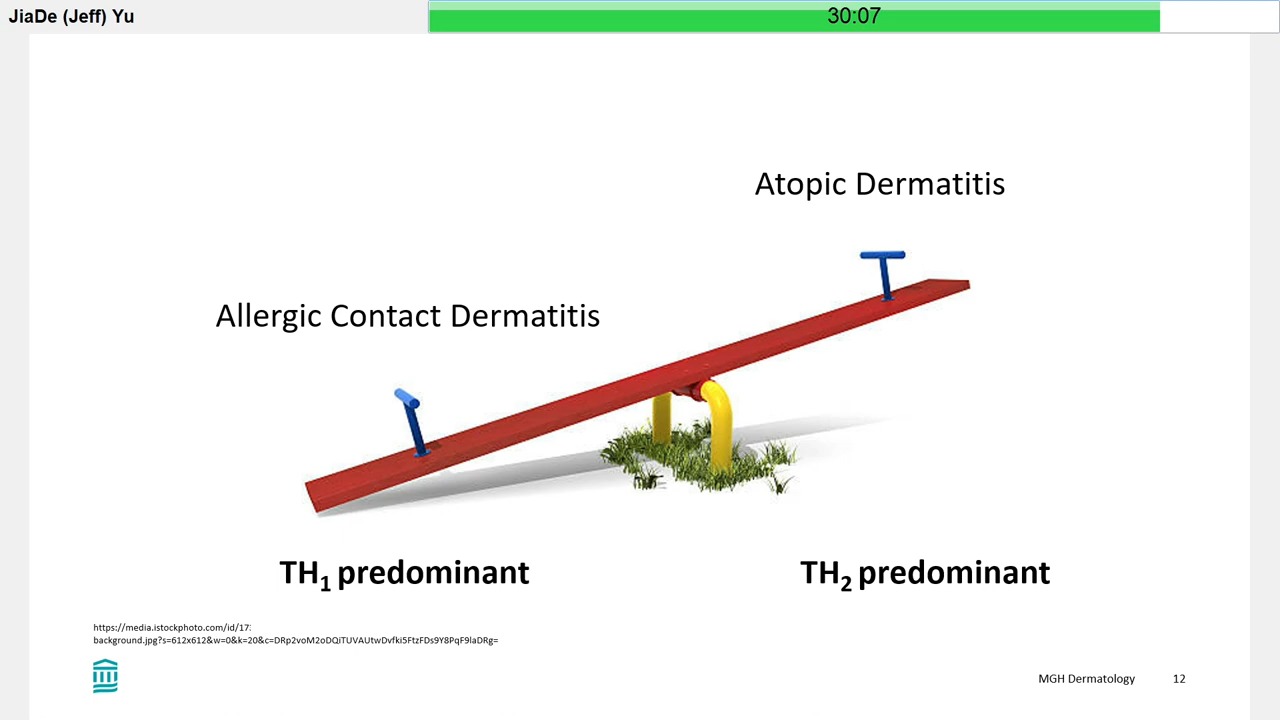 JiaDe (Jeff) Yu
30:07
Atopic Dermatitis
Allergic Contact Dermatitis
TH₁ predominant
TH₂ predominant
https://media.istockphoto.com/id/17
background.jpg?s=612x612&w=0&k=20&c=DRp2voM2oDQiTUVAUtwDvfki5FtzFDs9Y8PqF9laDRg=
MGH Dermatology
12